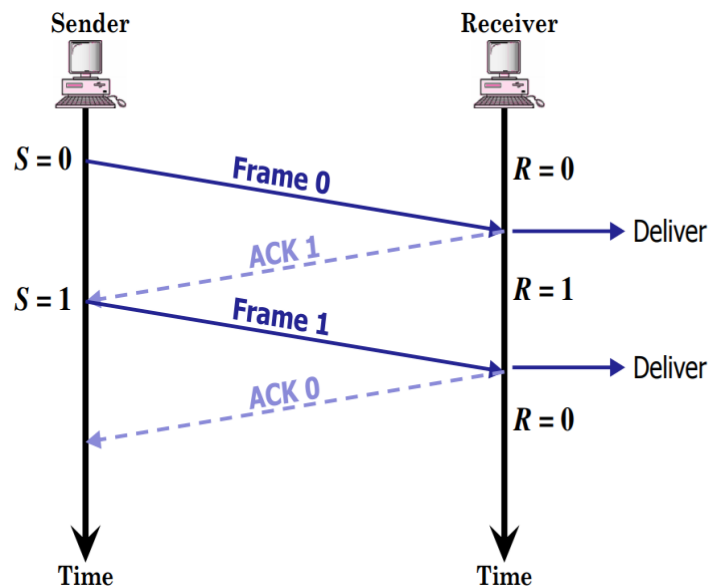 Sender
Receiver
S = 0
Frame 0
R = 0
Deliver
ACK 1
S = 1
R = 1
Frame 1
Deliver
ACK 0
R = 0
Time
Time